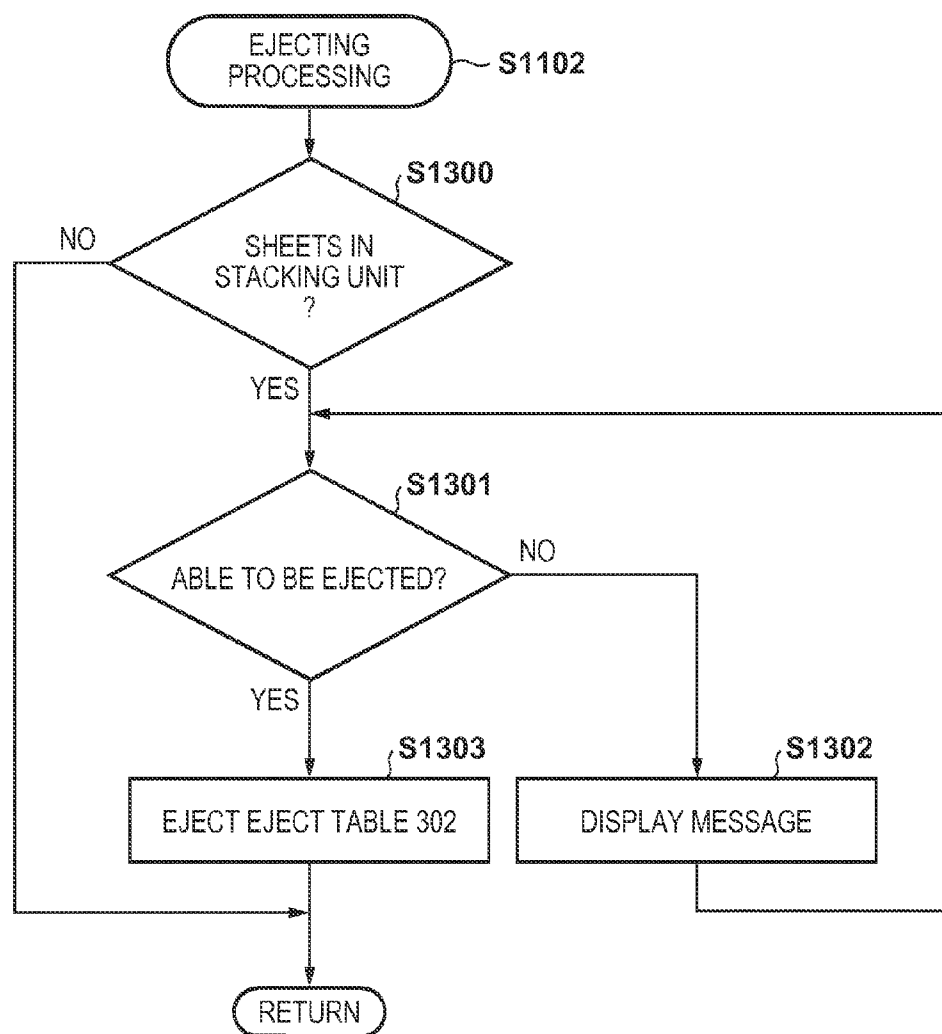 EJECTING
PROCESSING
S1102
S1300
NO
SHEETS IN
STACKING UNIT
?
YES
S1301
NO
ABLE TO BE EJECTED?
YES
S1303
S1302
EJECT EJECT TABLE 302
DISPLAY MESSAGE
RETURN